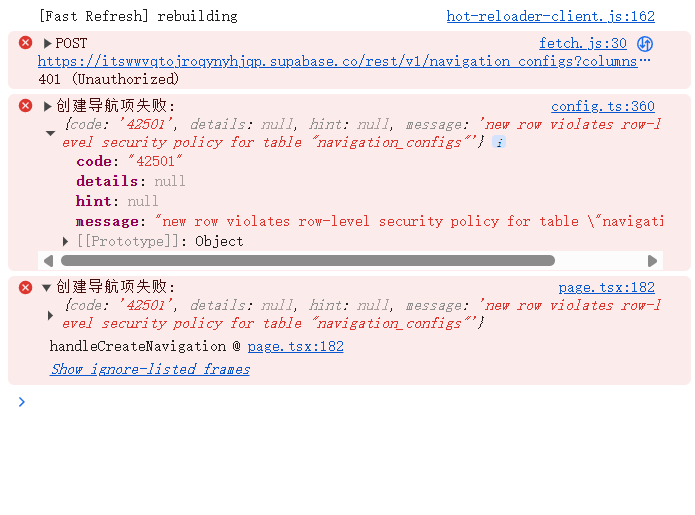 [Fast Refresh] rebuilding hot-reloader-client.js:162
POST fetch.js:30
https://itswwvqtojroqynyhjqp.supabase.co/rest/v1/navigation_configs?columns…
401 (Unauthorized)
创建导航项失败: config.ts:360
{code: '42501', details: null, hint: null, message: 'new row violates row-l
evel security policy for table "navigation_configs"'} i
code: "42501"
details: null
hint: null
message: "new row violates row-level security policy for table \"navigati
[[Prototype]]: Object
创建导航项失败: page.tsx:182
{code: '42501', details: null, hint: null, message: 'new row violates row-l
evel security policy for table "navigation_configs"'}
handleCreateNavigation @ page.tsx:182
Show ignore-listed frames